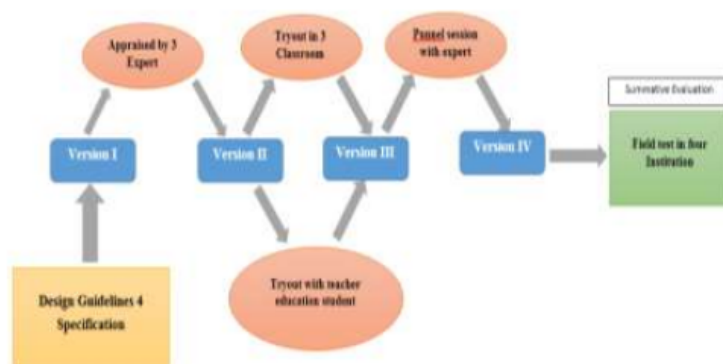 Appraised by 3
Expert
Tryout in 3
Classroom
Pannel session
with expert
Summative Evaluation
Version I
Version II
Version III
Version IV
Field test in four
Institution
Design Guidelines 4
Specification
Tryout with teacher
education student